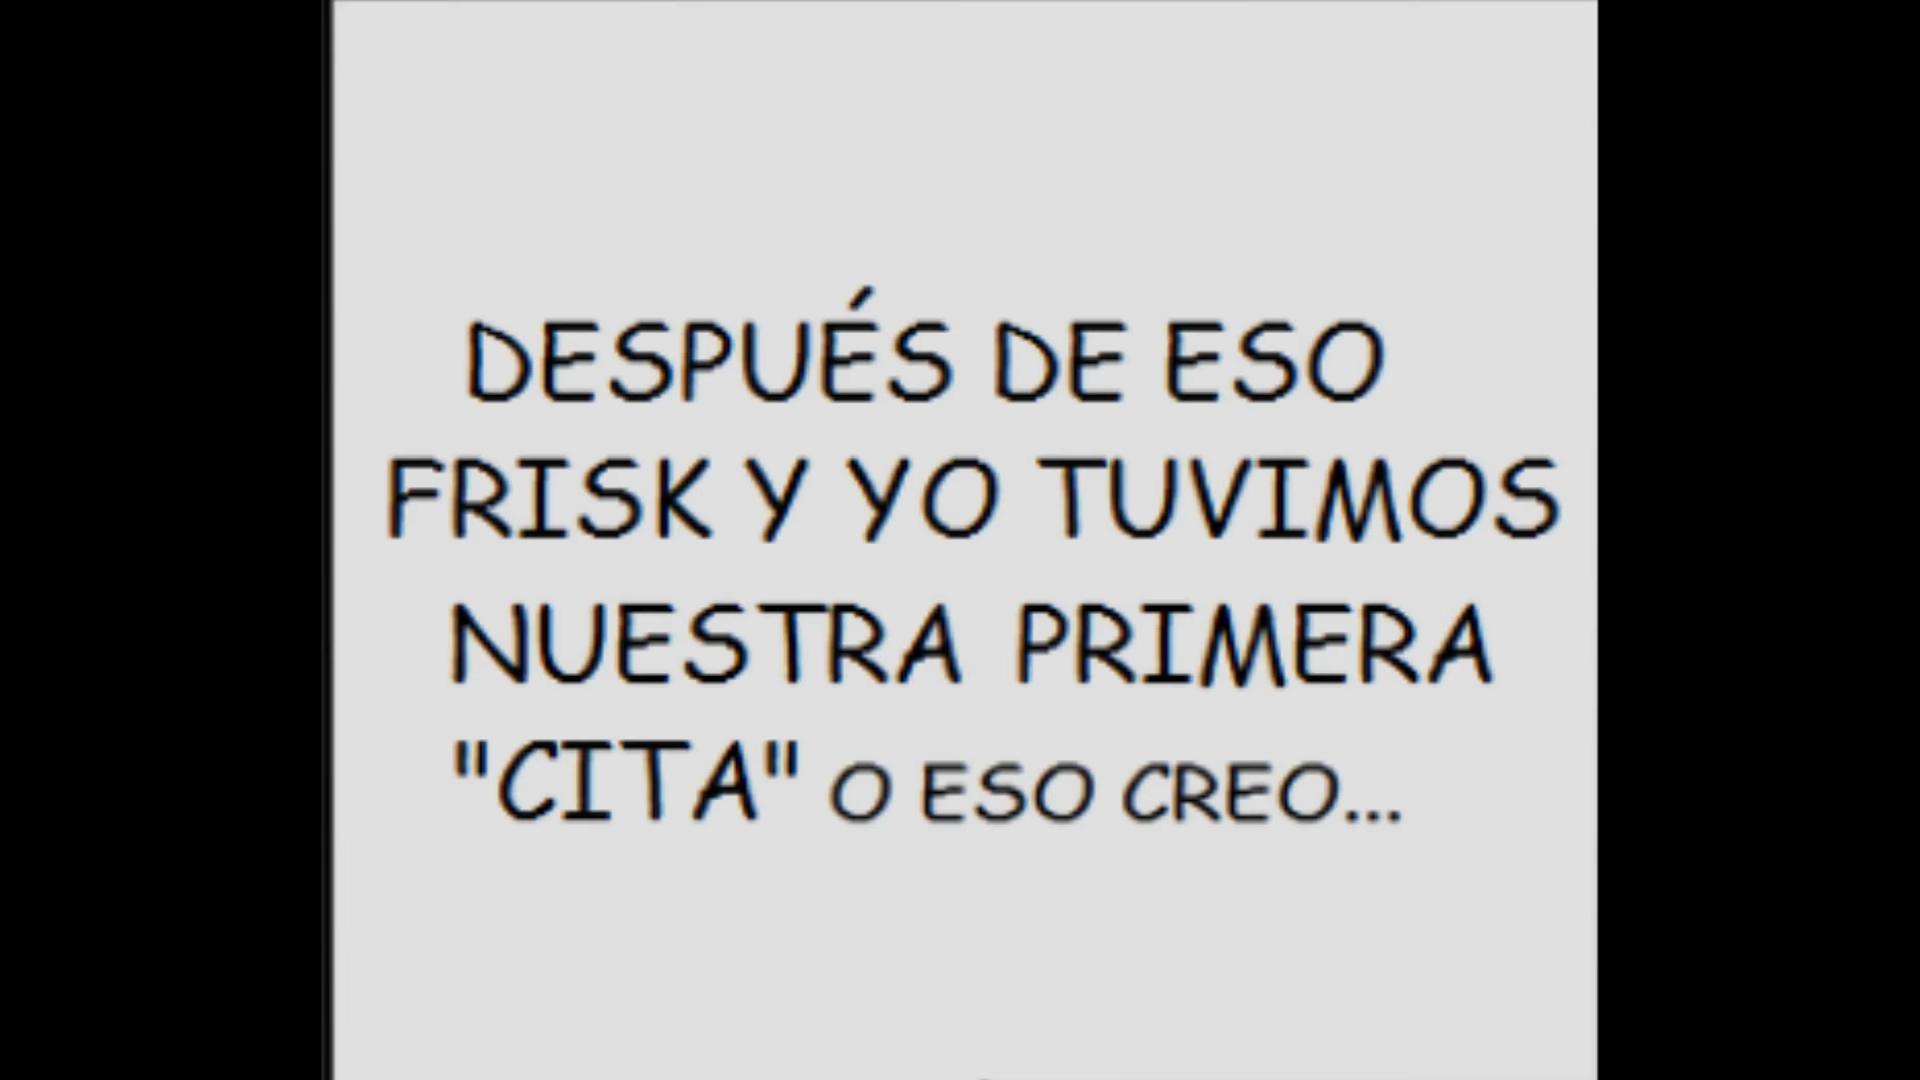 DESPUÉS DE ESO
FRISK Y YO TUVIMOS
NUESTRA PRIMERA
"CITA" O ESO CREO...